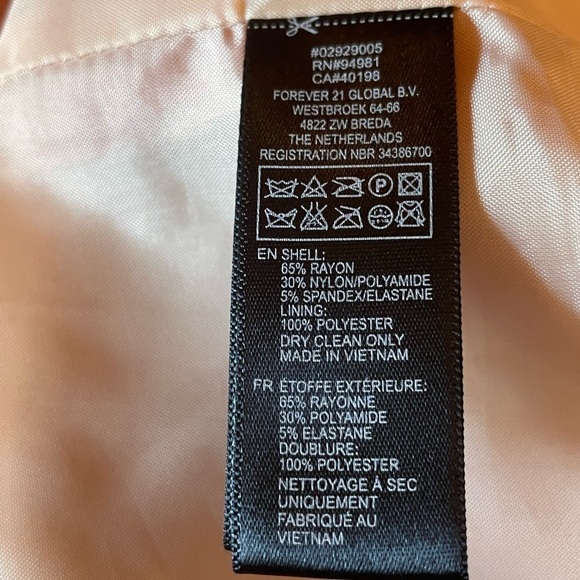 #02929005
RN#94981
CA#40198
FOREVER 21 GLOBAL B.V.
WESTBROEK 64-66
4822 ZW BREDA
THE NETHERLANDS
REGISTRATION NBR 34386700
P
EN SHELL:
65% RAYON
30% NYLON/POLYAMIDE
5% SPANDEX/ELASTANE
LINING:
100% POLYESTER
DRY CLEAN ONLY
MADE IN VIETNAM
FR ÉTOFFE EXTÉRIEURE:
65% RAYONNE
30% POLYAMIDE
5% ELASTANE
DOUBLURE:
100% POLYESTER
NETTOYAGE À SEC
UNIQUEMENT
FABRIQUÉ AU
VIETNAM